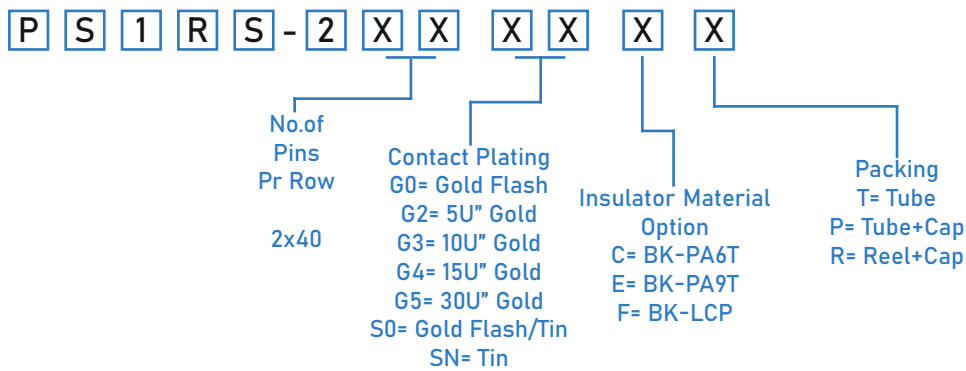 PS1RS-2XX XX X X
No.of
Pins
Pr Row
2x40
Contact Plating
G0= Gold Flash
G2= 5U" Gold
G3= 10U" Gold
G4= 15U" Gold
G5= 30U" Gold
S0= Gold Flash/Tin
SN= Tin
Insulator Material
Option
C= BK-PA6T
E= BK-PA9T
F= BK-LCP
Packing
T= Tube
P= Tube+Cap
R= Reel+Cap